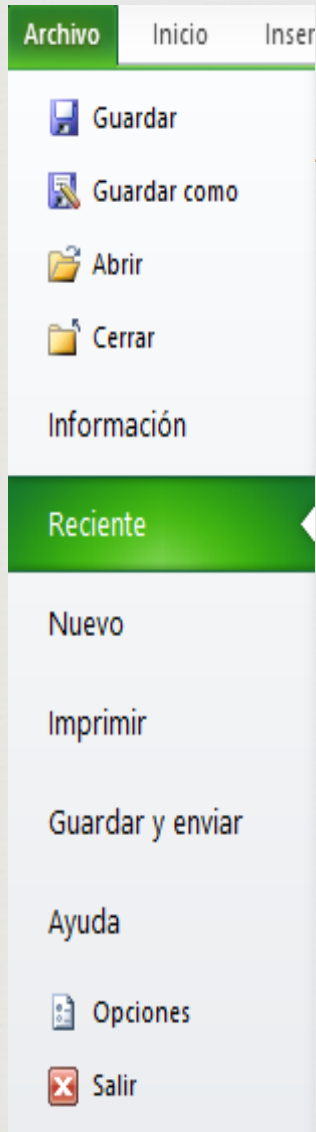 Archivo Inicio Inser
Guardar
Guardar como
Abrir
Cerrar
Información
Reciente
Nuevo
Imprimir
Guardar y enviar
Ayuda
Opciones
Salir